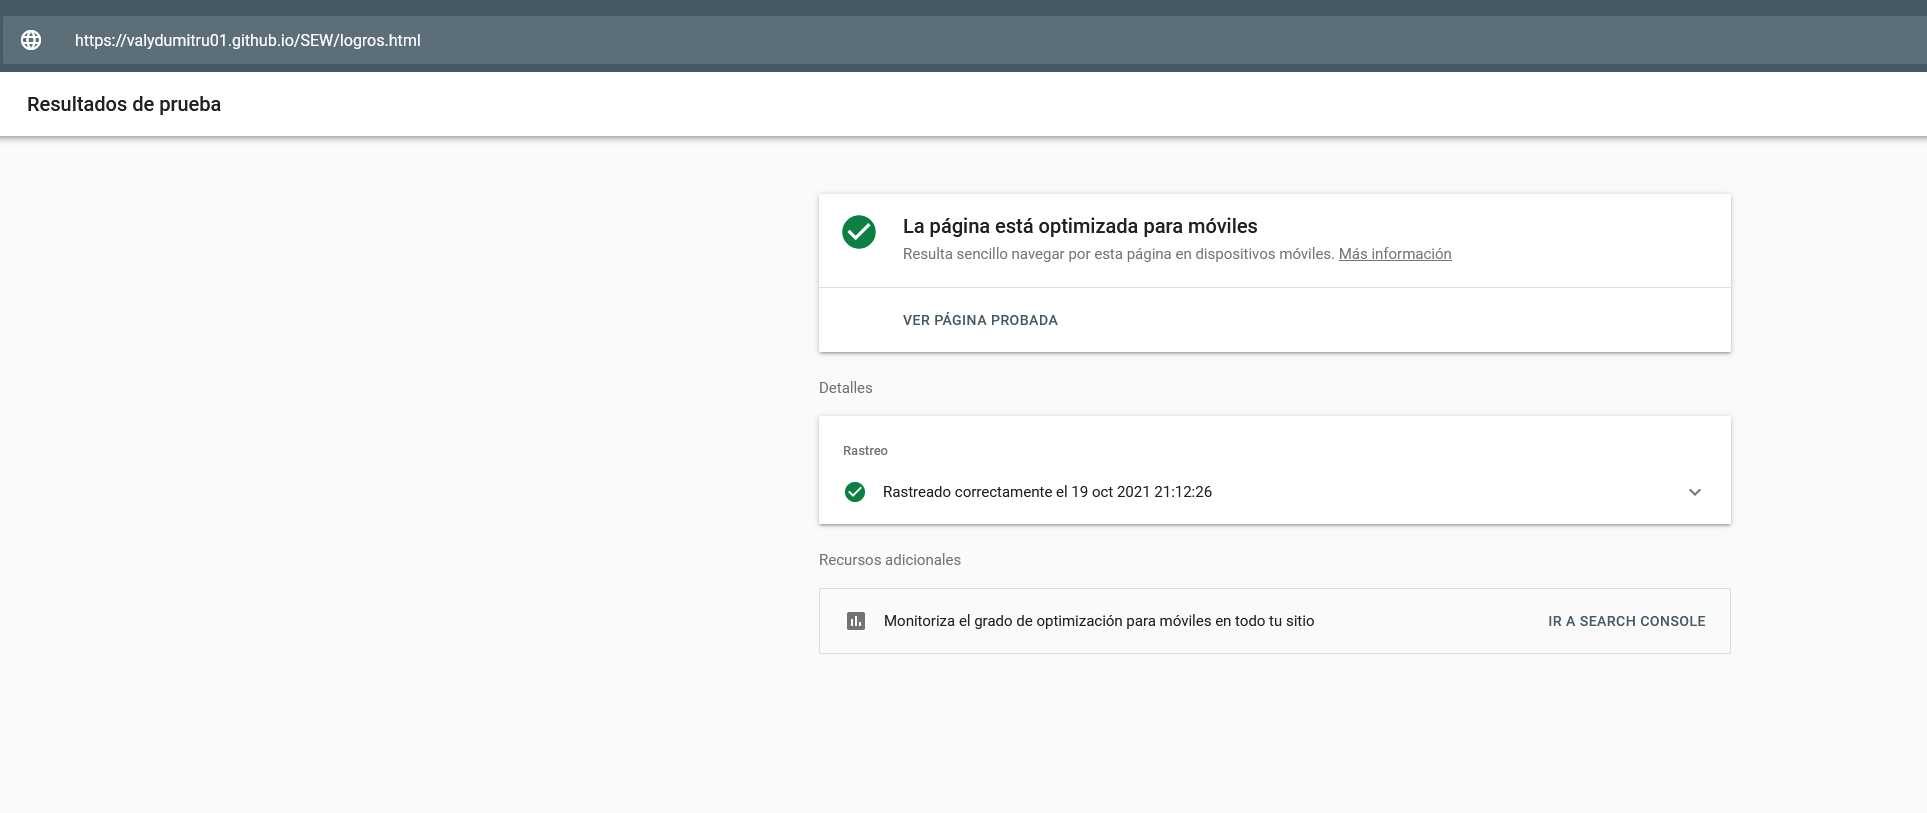 https://valydumitru01.github.io/SEW/logros.html
Resultados de prueba
La página está optimizada para móviles
Resulta sencillo navegar por esta página en dispositivos móviles. Más información
VER PÁGINA PROBADA
Detalles
Rastreo
Rastreado correctamente el 19 oct 2021 21:12:26
Recursos adicionales
Monitoriza el grado de optimización para móviles en todo tu sitio IR A SEARCH CONSOLE